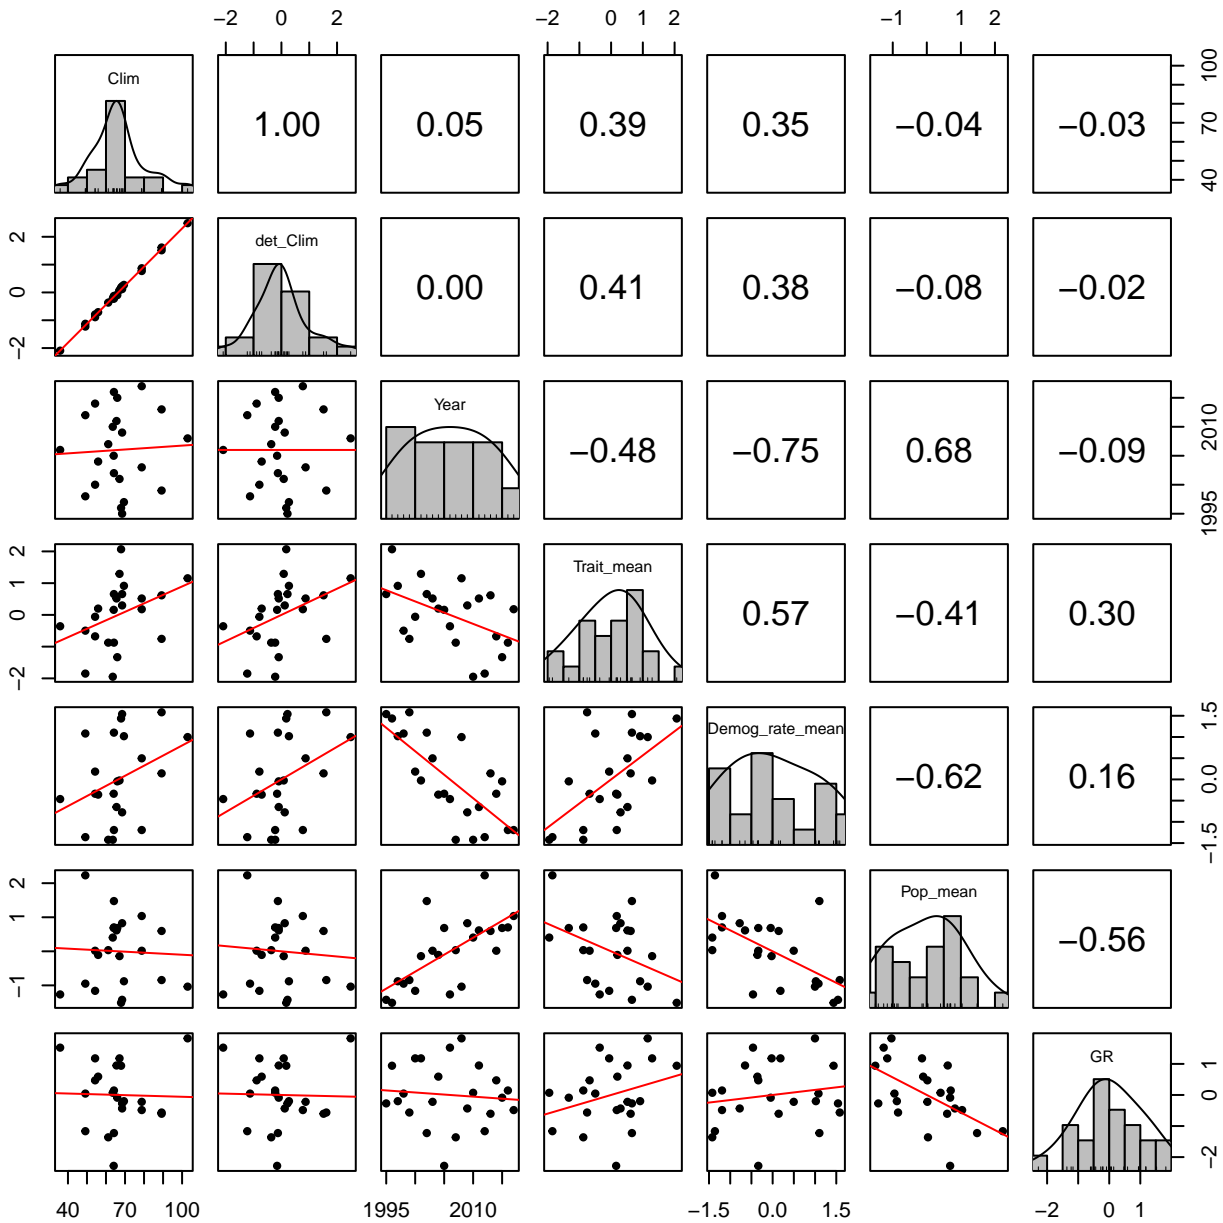 −2 0 2 −2 0 1 2 1 2
Clim 1.00 0.05 0.39 0.35 −0.04 −0.03 40 70 100
−2 0 2 det_Clim 0.00 0.41 0.38 −0.08 −0.02
Year −0.48 −0.75 0.68 −0.09 1995 2010
−2 0 1 2 Trait_mean 0.57 −0.41 0.30
Demog_rate_mean −0.62 0.16 −1.5 0.0 1.5
−1 1 2 Pop_mean −0.56
GR −2 0 1
40 70 100 1995 2010 −1.5 0.0 1.5 −2 0 1